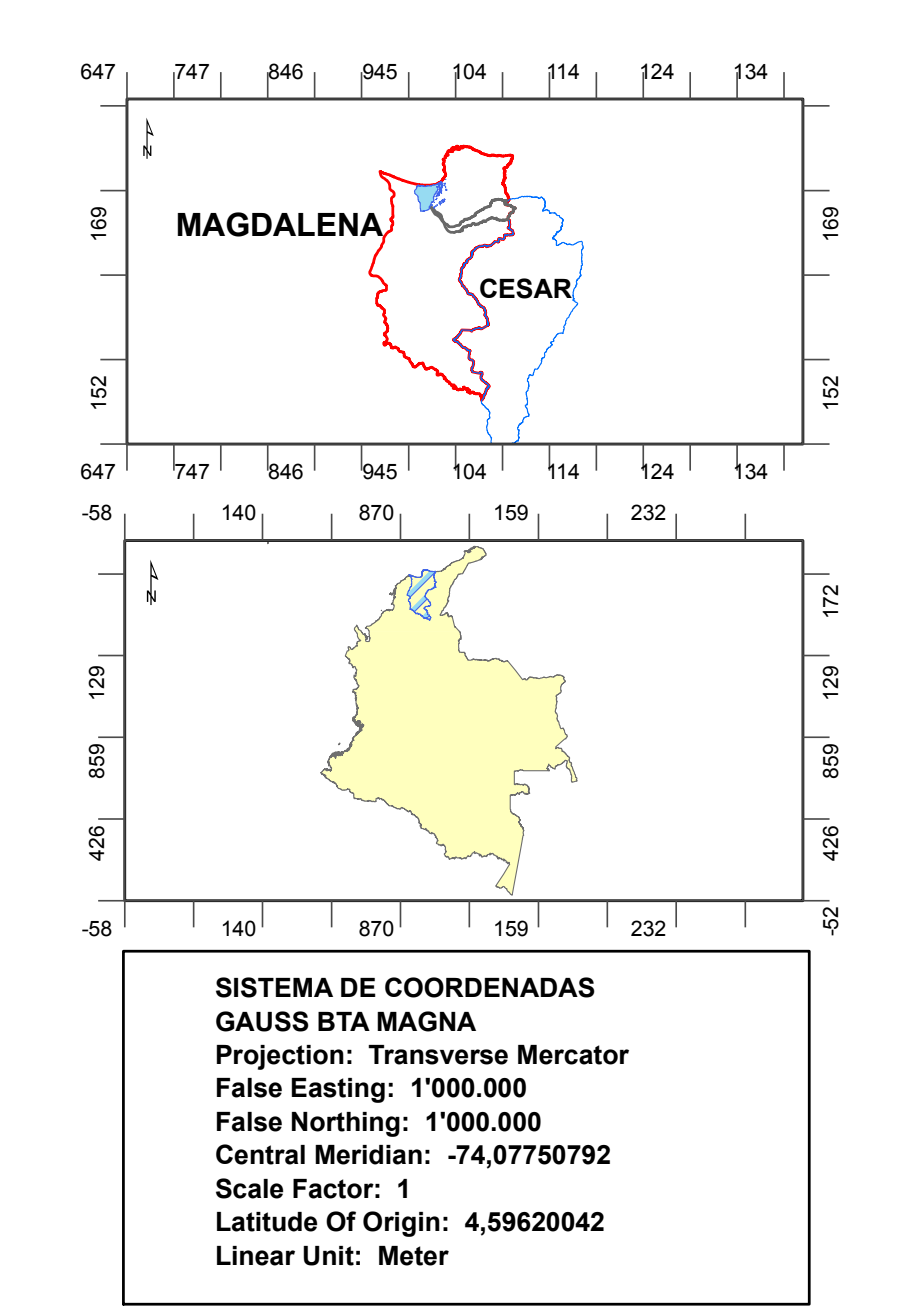 647 747 846 945 104 114 124 134
N
MAGDALENA
169
169
CESAR
152
152
647 747 846 945 104 114 124 134
-58 140 870 159 232
N
172
129
129
859
859
426
426
-52
-58 140 870 159 232
SISTEMA DE COORDENADAS
GAUSS BTA MAGNA
Projection: Transverse Mercator
False Easting: 1'000.000
False Northing: 1'000.000
Central Meridian: -74,07750792
Scale Factor: 1
Latitude Of Origin: 4,59620042
Linear Unit: Meter